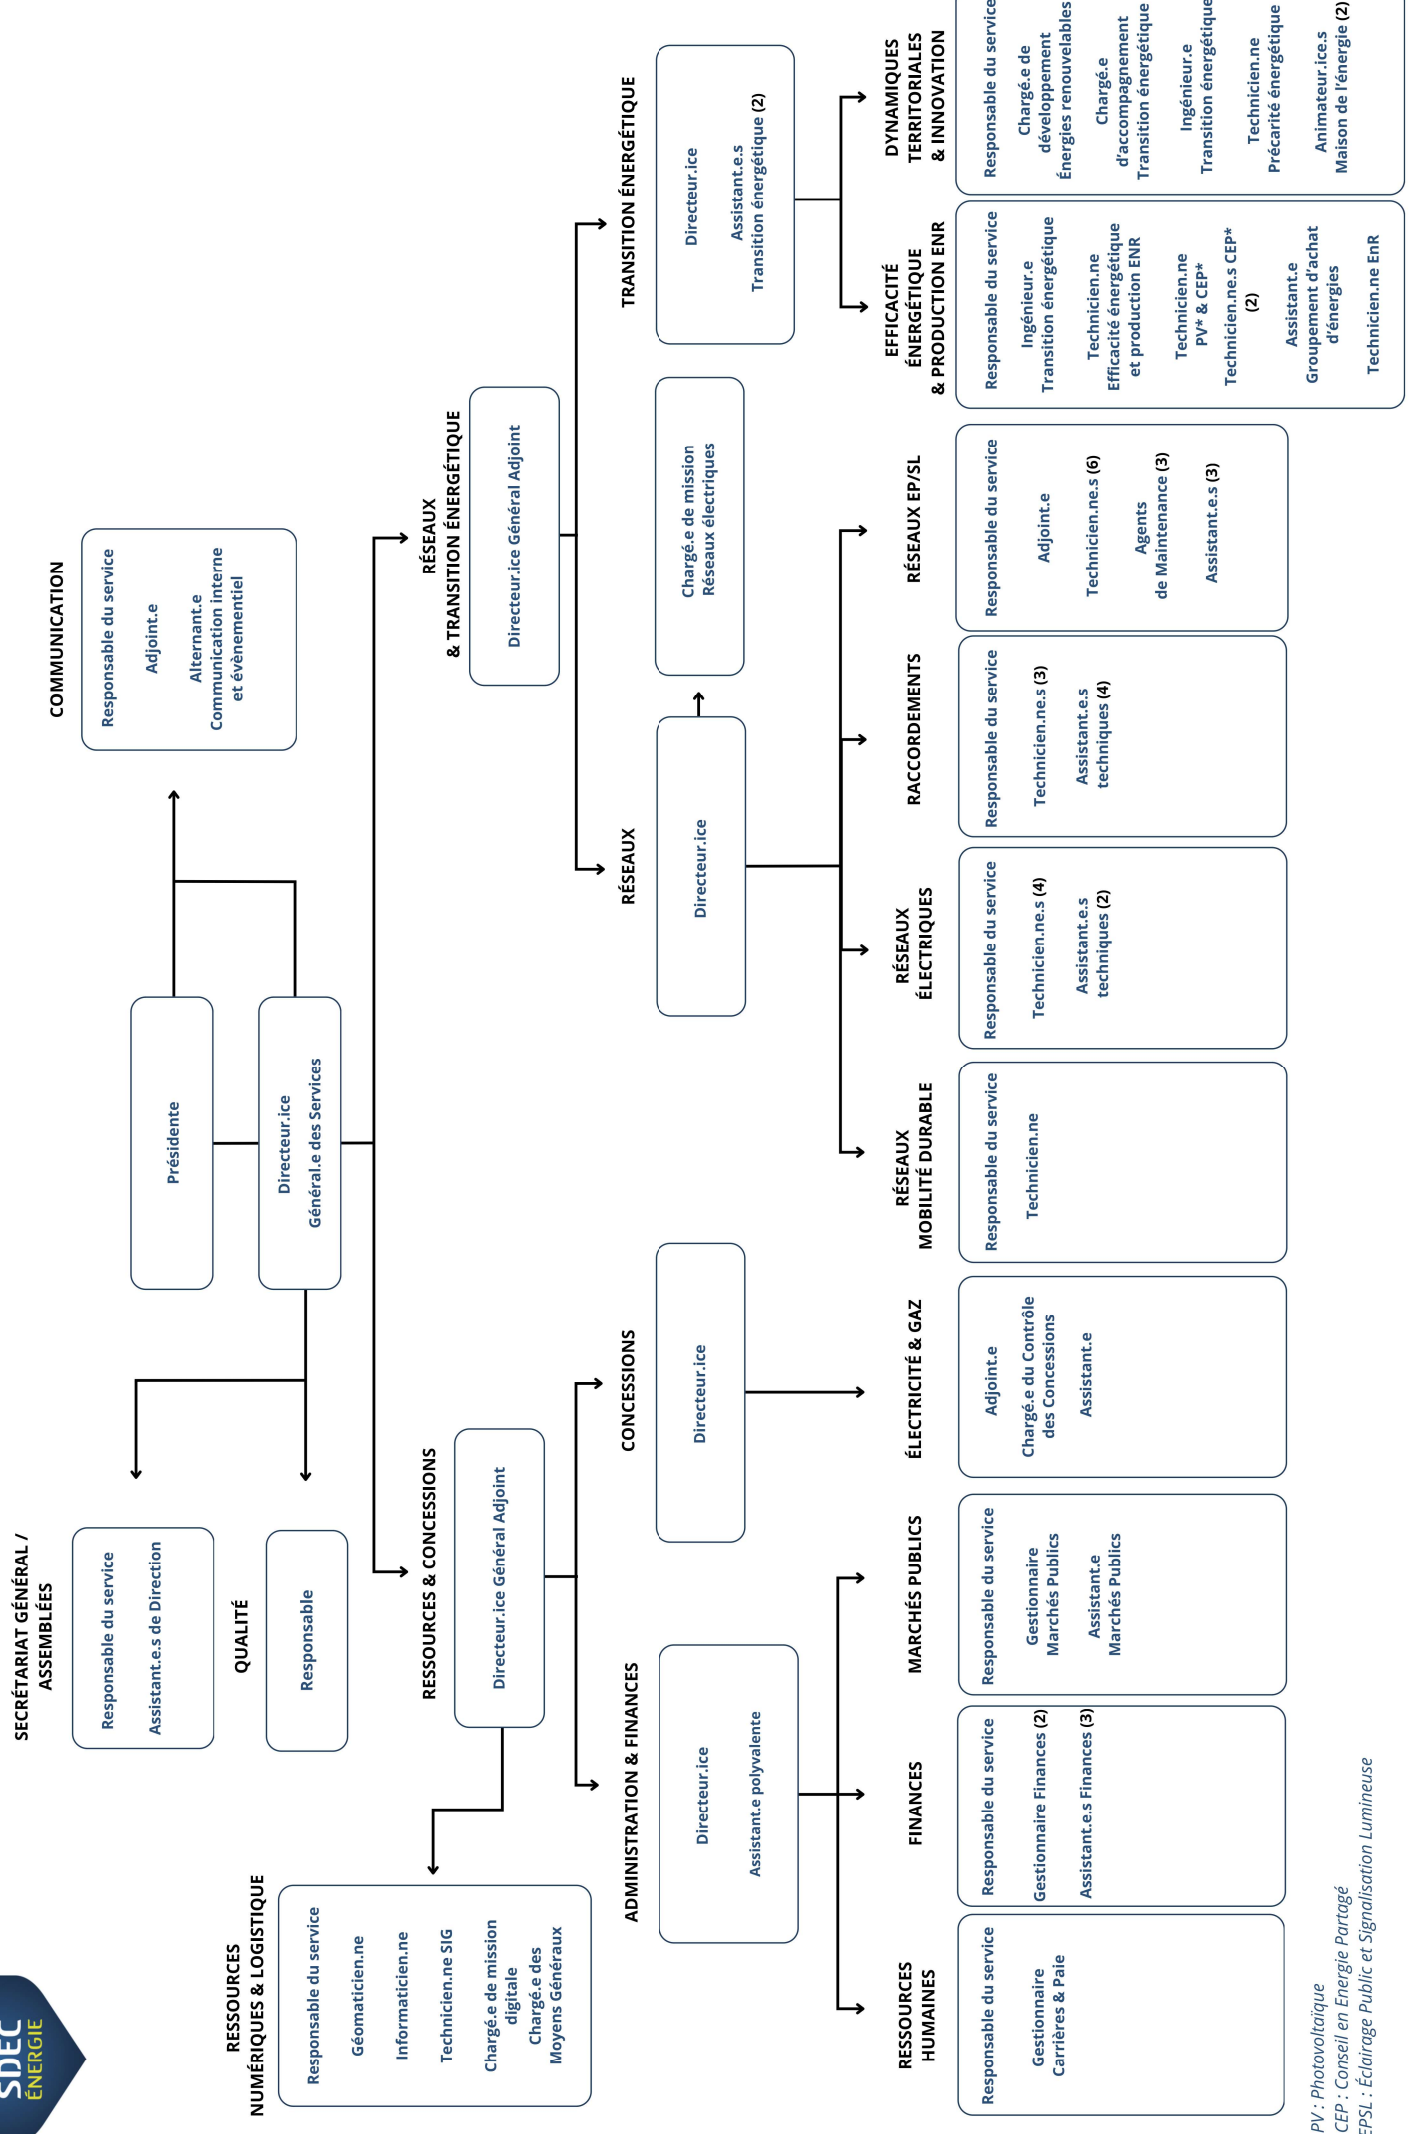 SDEC
ÉNERGIE
SECRÉTARIAT GÉNÉRAL /
ASSEMBLÉES
Responsable du service
Assistant.e.s de Direction
QUALITÉ
Responsable
Présidente
Directeur.ice
Général.e des Services
COMMUNICATION
Responsable du service
Adjoint.e
Alternant.e
Communication interne
et évènementiel
RESSOURCES
NUMÉRIQUES & LOGISTIQUE
Responsable du service
Géomaticien.ne
Informaticien.ne
Technicien.ne SIG
Chargé.e de mission
digitale
Chargé.e des
Moyens Généraux
RESSOURCES & CONCESSIONS
Directeur.ice Général Adjoint
RÉSEAUX
& TRANSITION ÉNERGÉTIQUE
Directeur.ice Général Adjoint
ADMINISTRATION & FINANCES
Directeur.ice
Assistant.e polyvalente
CONCESSIONS
Directeur.ice
RÉSEAUX
Directeur.ice
Chargé.e de mission
Réseaux électriques
TRANSITION ÉNERGÉTIQUE
Directeur.ice
Assistant.e.s
Transition énergétique (2)
RESSOURCES
HUMAINES
Responsable du service
Gestionnaire
Carrières & Paie
FINANCES
Responsable du service
Gestionnaire Finances (2)
Assistant.e.s Finances (3)
MARCHÉS PUBLICS
Responsable du service
Gestionnaire
Marchés Publics
Assistant.e
Marchés Publics
ÉLECTRICITÉ & GAZ
Adjoint.e
Chargé.e du Contrôle
des Concessions
Assistant.e
RÉSEAUX
MOBILITÉ DURABLE
Responsable du service
Technicien.ne
RÉSEAUX
ÉLECTRIQUES
Responsable du service
Technicien.ne.s (4)
Assistant.e.s
techniques (2)
RACCORDEMENTS
Responsable du service
Technicien.ne.s (3)
Assistant.e.s
techniques (4)
RÉSEAUX EP/SL
Responsable du service
Adjoint.e
Technicien.ne.s (6)
Agents
de Maintenance (3)
Assistant.e.s (3)
EFFICACITÉ
ÉNERGÉTIQUE
& PRODUCTION ENR
Responsable du service
Ingénieur.e
Transition énergétique
Technicien.ne
Efficacité énergétique
et production ENR
Technicien.ne
PV* & CEP*
Technicien.ne.s CEP*
(2)
Assistant.e
Groupement d'achat
d'énergies
Technicien.ne EnR
DYNAMIQUES
TERRITORIALES
& INNOVATION
Responsable du service
Chargé.e de
développement
Énergies renouvelables
Chargé.e
d'accompagnement
Transition énergétique
Ingénieur.e
Transition énergétique
Technicien.ne
Précarité énergétique
Animateur.ice.s
Maison de l'énergie (2)
PV : Photovoltaïque
CEP : Conseil en Energie Partagé
EPSL : Éclairage Public et Signalisation Lumineuse